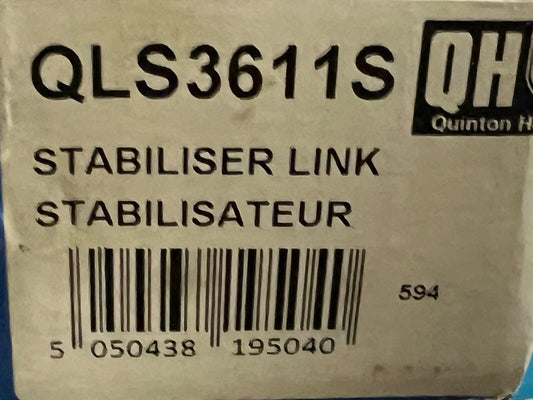 QLS3611S
QH
Quinton H
STABILISER LINK
STABILISATEUR
594
5 050438 195040